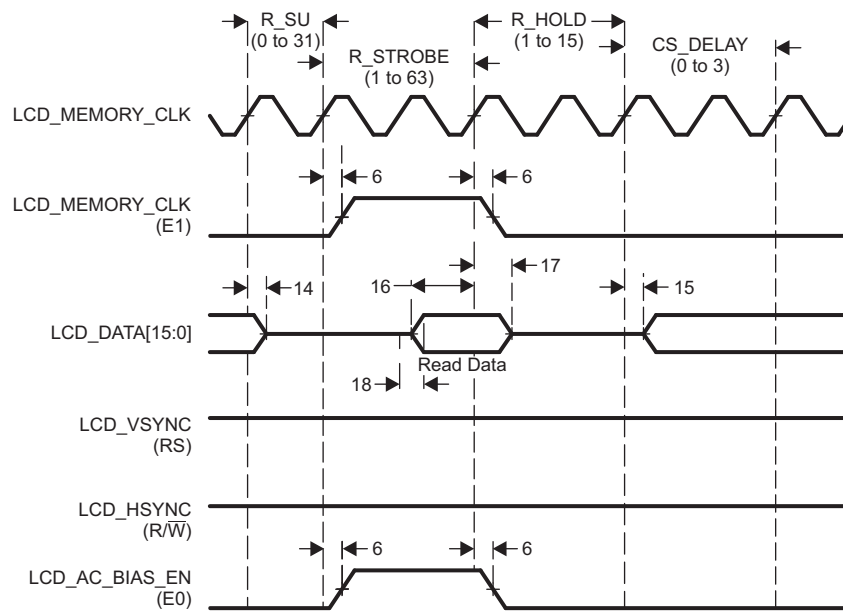 R_SU
(0 to 31)
R_STROBE
(1 to 63)
R_HOLD
(1 to 15)
CS_DELAY
(0 to 3)
LCD_MEMORY_CLK
LCD_MEMORY_CLK
(E1)
6
6
14
16
17
15
LCD_DATA[15:0]
Read Data
18
LCD_VSYNC
(RS)
LCD_HSYNC
(R/W̅)
6
6
LCD_AC_BIAS_EN
(E0)